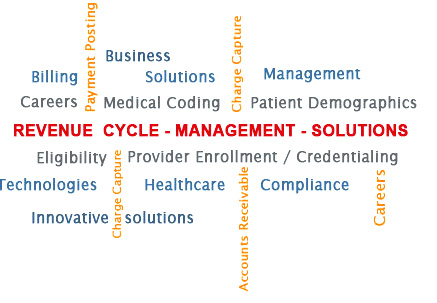 Business
Billing
Payment Posting
Solutions
Charge Capture
Management
Careers
Medical Coding
Patient Demographics
REVENUE CYCLE - MANAGEMENT - SOLUTIONS
Eligibility
Provider Enrollment / Credentialing
Technologies
Charge Capture
Healthcare
Accounts Receivable
Compliance
Careers
Innovative solutions